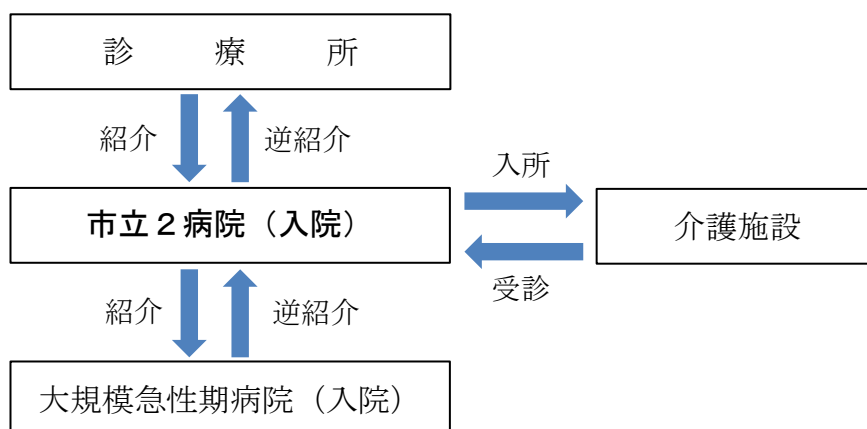 診療所
紹介
逆紹介
入所
市立２病院（入院）
介護施設
受診
紹介
逆紹介
大規模急性期病院（入院）